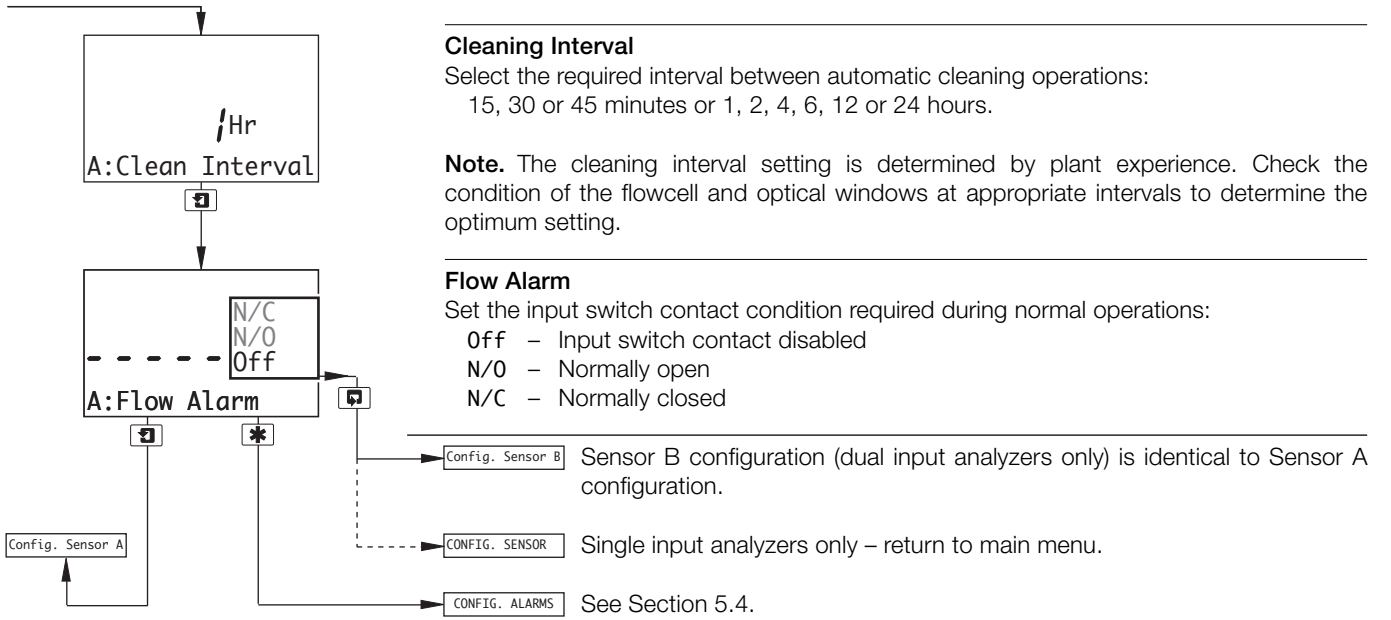 1Hr
A:Clean Interval
Cleaning Interval
Select the required interval between automatic cleaning operations:
15, 30 or 45 minutes or 1, 2, 4, 6, 12 or 24 hours.
Note. The cleaning interval setting is determined by plant experience. Check the
condition of the flowcell and optical windows at appropriate intervals to determine the
optimum setting.
N/C
N/O
- - - - - Off
A:Flow Alarm
Flow Alarm
Set the input switch contact condition required during normal operations:
Off – Input switch contact disabled
N/O – Normally open
N/C – Normally closed
Config. Sensor B Sensor B configuration (dual input analyzers only) is identical to Sensor A
configuration.
Config. Sensor A
CONFIG. SENSOR Single input analyzers only – return to main menu.
CONFIG. ALARMS See Section 5.4.